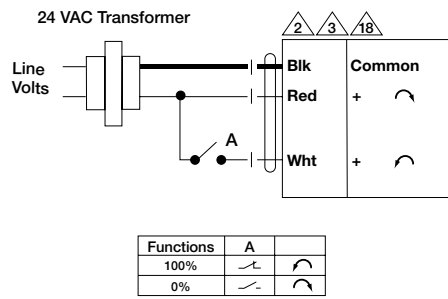 24 VAC Transformer
2 3 18
Line
Volts
Blk Common
Red +
A
Wht +
Functions A
100%
0%